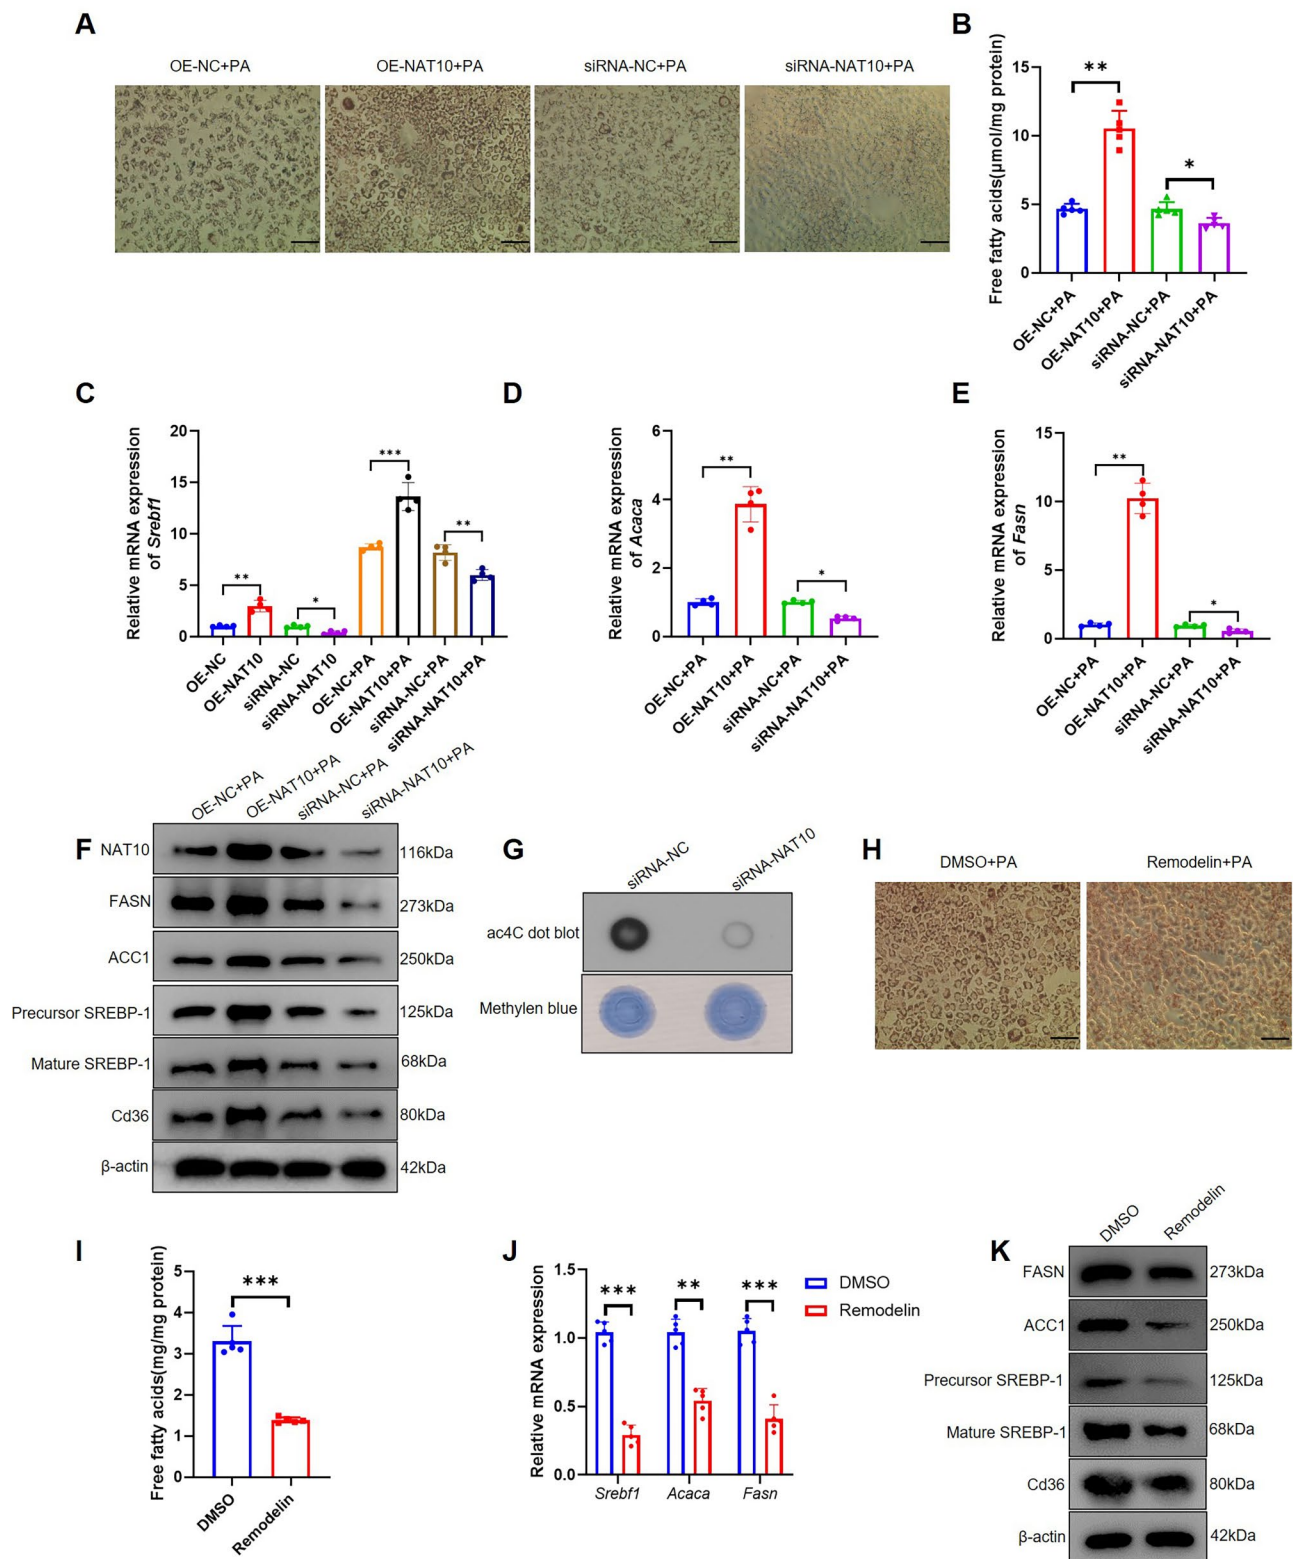 A
OE-NC+PA
OE-NAT10+PA
siRNA-NC+PA
siRNA-NAT10+PA
B
Free fatty acids(μmol/mg protein)
15
10
5
0
**
*
OE-NC+PA
OE-NAT10+PA
siRNA-NC+PA
siRNA-NAT10+PA
C
Relative mRNA expression
of Srebf1
20
15
10
5
0
**
*
***
**
OE-NC
OE-NAT10
siRNA-NC
siRNA-NAT10
OE-NC+PA
OE-NAT10+PA
siRNA-NC+PA
siRNA-NAT10+PA
D
Relative mRNA expression
of Acaca
6
4
2
0
**
*
OE-NC+PA
OE-NAT10+PA
siRNA-NC+PA
siRNA-NAT10+PA
E
Relative mRNA expression
of Fasn
15
10
5
0
**
*
OE-NC+PA
OE-NAT10+PA
siRNA-NC+PA
siRNA-NAT10+PA
F
OE-NC+PA
OE-NAT10+PA
siRNA-NC+PA
siRNA-NAT10+PA
NAT10 116kDa
FASN 273kDa
ACC1 250kDa
Precursor SREBP-1 125kDa
Mature SREBP-1 68kDa
Cd36 80kDa
β-actin 42kDa
G
siRNA-NC
siRNA-NAT10
ac4C dot blot
Methylen blue
H
DMSO+PA
Remodelin+PA
I
Free fatty acids(mg/mg protein)
5
4
3
2
1
0
***
DMSO
Remodelin
J
Relative mRNA expression
1.5
1.0
0.5
0.0
***
**
***
Srebf1
Acaca
Fasn
DMSO
Remodelin
K
DMSO
Remodelin
FASN 273kDa
ACC1 250kDa
Precursor SREBP-1 125kDa
Mature SREBP-1 68kDa
Cd36 80kDa
β-actin 42kDa